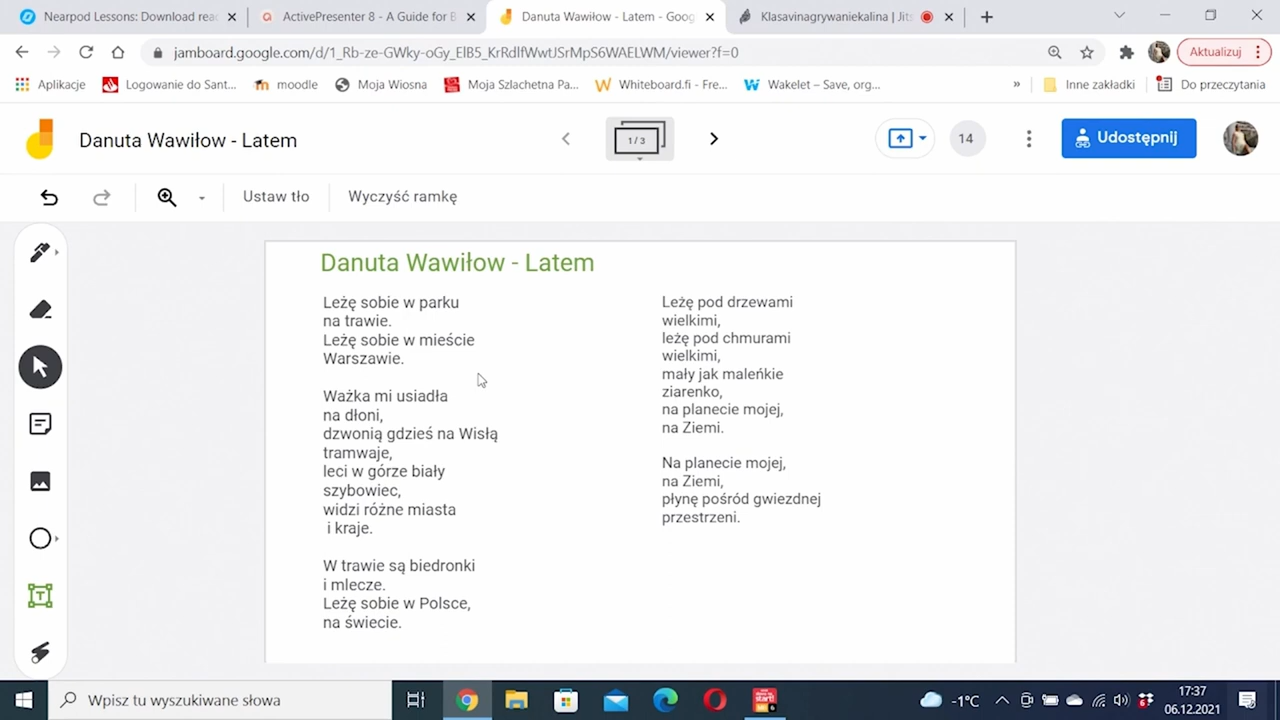 Nearpod Lessons: Download rea
ActivePresenter 8 - A Guide for B
Danuta Wawiłow - Latem - Goog
Klasavinagrywaniekalina | Jit
jamboard.google.com/d/1_Rb-ze-GWky-oGy_ElB5_KrRdlfWwtJSrMpS6WAELWM/viewer?f=0
Aktualizuj
Aplikacje
Logowanie do Sant...
moodle
Moja Wiosna
Moja Szlachetna Pa...
Whiteboard.fi - Fre...
Wakelet – Save, org...
»
Inne zakładki
Do przeczytania
Danuta Wawiłow - Latem
1 / 3
14
Udostępnij
Ustaw tło
Wyczyść ramkę
Danuta Wawiłow - Latem
Leżę sobie w parku
na trawie.
Leżę sobie w mieście
Warszawie.
Ważka mi usiadła
na dłoni,
dzwonią gdzieś na Wisłą
tramwaje,
leci w górze biały
szybowiec,
widzi różne miasta
i kraje.
W trawie są biedronki
i mlecze.
Leżę sobie w Polsce,
na świecie.
Leżę pod drzewami
wielkimi,
leżę pod chmurami
wielkimi,
mały jak maleńkie
ziarenko,
na planecie mojej,
na Ziemi.
Na planecie mojej,
na Ziemi,
płynę pośród gwiezdnej
przestrzeni.
Wpisz tu wyszukiwane słowa
-1°C
17:37
06.12.2021